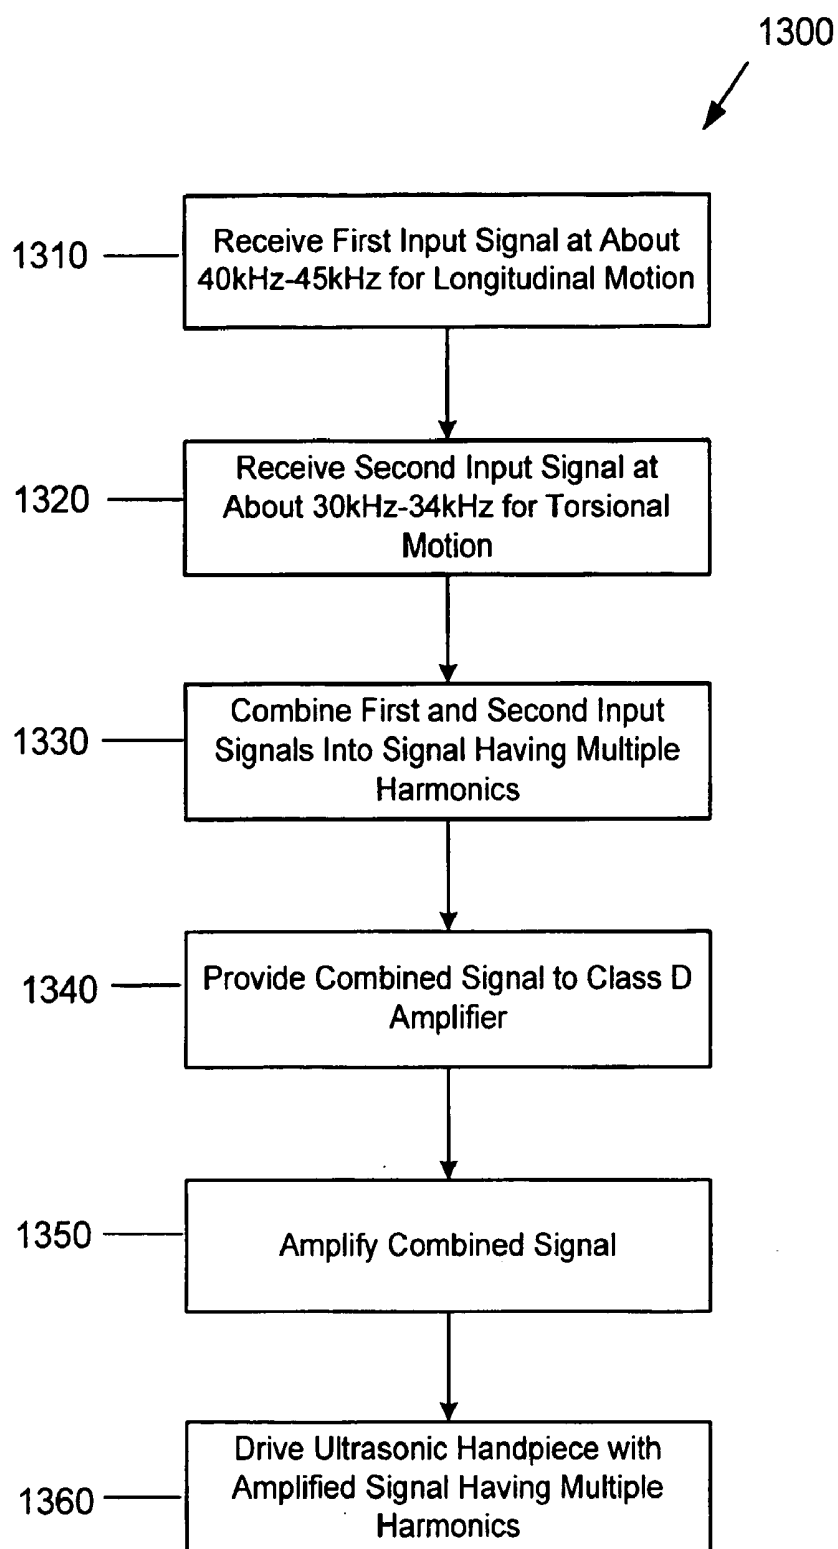 1300
1310
Receive First Input Signal at About
40kHz-45kHz for Longitudinal Motion
1320
Receive Second Input Signal at
About 30kHz-34kHz for Torsional
Motion
1330
Combine First and Second Input
Signals Into Signal Having Multiple
Harmonics
1340
Provide Combined Signal to Class D
Amplifier
1350
Amplify Combined Signal
1360
Drive Ultrasonic Handpiece with
Amplified Signal Having Multiple
Harmonics